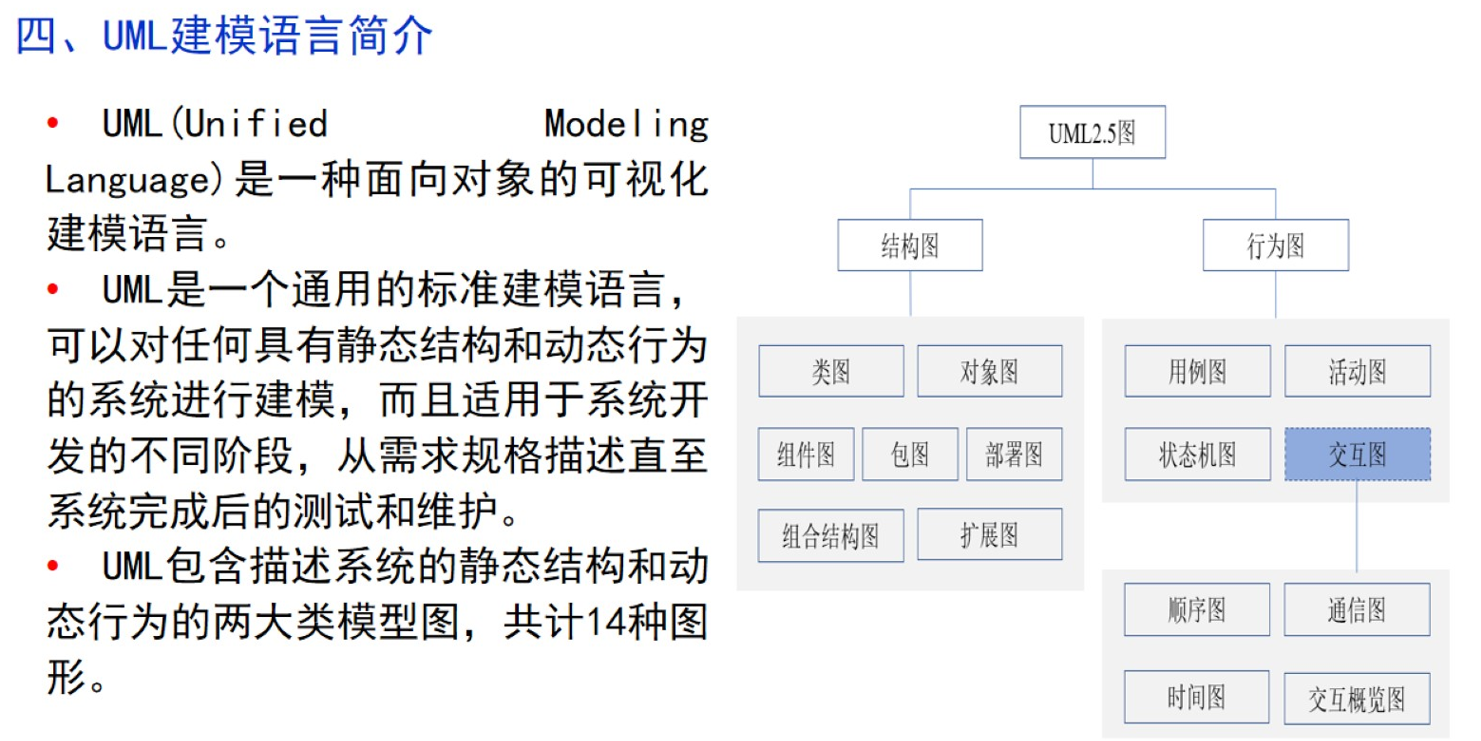 四、UML建模语言简介
• UML(Unified Modeling
Language)是一种面向对象的可视化
建模语言。
• UML是一个通用的标准建模语言，
可以对任何具有静态结构和动态行为
的系统进行建模，而且适用于系统开
发的不同阶段，从需求规格描述直至
系统完成后的测试和维护。
• UML包含描述系统的静态结构和动
态行为的两大类模型图，共计14种图
形。
UML2.5图
结构图 行为图
类图 对象图
组件图 包图 部署图
组合结构图 扩展图
用例图 活动图
状态机图 交互图
顺序图 通信图
时间图 交互概览图